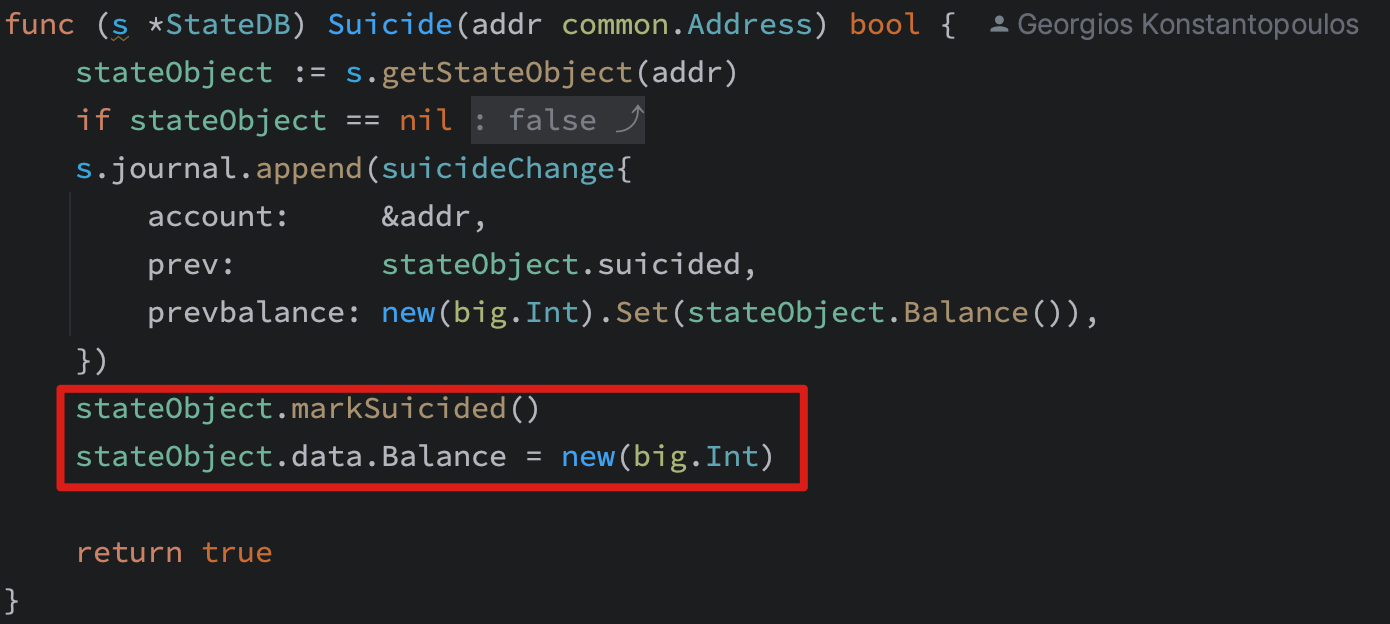 func (s *StateDB) Suicide(addr common.Address) bool { Georgios Konstantopoulos
stateObject := s.getStateObject(addr)
if stateObject == nil : false
s.journal.append(suicideChange{
account: &addr,
prev: stateObject.suicided,
prevbalance: new(big.Int).Set(stateObject.Balance()),
})
stateObject.markSuicided()
stateObject.data.Balance = new(big.Int)
return true
}